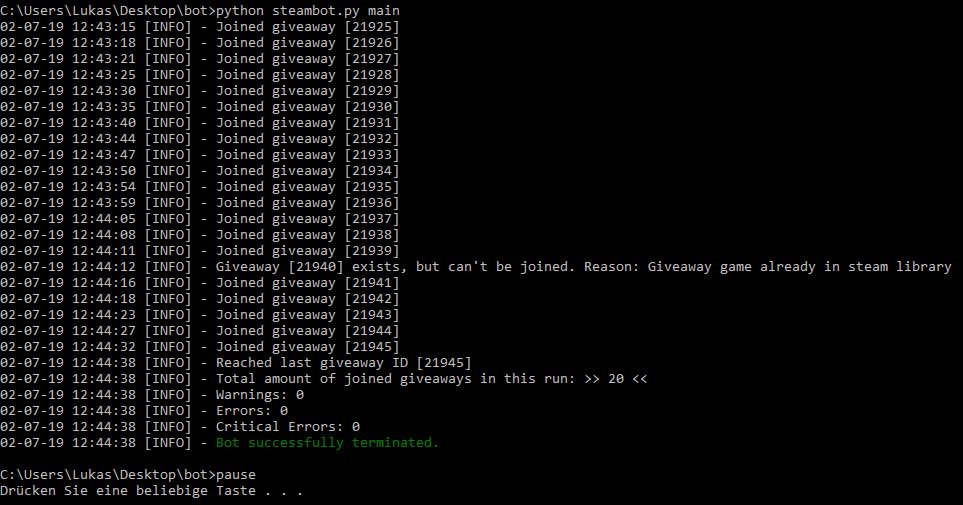 C:\Users\Lukas\Desktop\bot>python steambot.py main
02-07-19 12:43:15 [INFO] - Joined giveaway [21925]
02-07-19 12:43:18 [INFO] - Joined giveaway [21926]
02-07-19 12:43:21 [INFO] - Joined giveaway [21927]
02-07-19 12:43:25 [INFO] - Joined giveaway [21928]
02-07-19 12:43:30 [INFO] - Joined giveaway [21929]
02-07-19 12:43:35 [INFO] - Joined giveaway [21930]
02-07-19 12:43:40 [INFO] - Joined giveaway [21931]
02-07-19 12:43:44 [INFO] - Joined giveaway [21932]
02-07-19 12:43:47 [INFO] - Joined giveaway [21933]
02-07-19 12:43:50 [INFO] - Joined giveaway [21934]
02-07-19 12:43:54 [INFO] - Joined giveaway [21935]
02-07-19 12:43:59 [INFO] - Joined giveaway [21936]
02-07-19 12:44:05 [INFO] - Joined giveaway [21937]
02-07-19 12:44:08 [INFO] - Joined giveaway [21938]
02-07-19 12:44:11 [INFO] - Joined giveaway [21939]
02-07-19 12:44:12 [INFO] - Giveaway [21940] exists, but can't be joined. Reason: Giveaway game already in steam library
02-07-19 12:44:16 [INFO] - Joined giveaway [21941]
02-07-19 12:44:18 [INFO] - Joined giveaway [21942]
02-07-19 12:44:23 [INFO] - Joined giveaway [21943]
02-07-19 12:44:27 [INFO] - Joined giveaway [21944]
02-07-19 12:44:32 [INFO] - Joined giveaway [21945]
02-07-19 12:44:38 [INFO] - Reached last giveaway ID [21945]
02-07-19 12:44:38 [INFO] - Total amount of joined giveaways in this run: >> 20 <<
02-07-19 12:44:38 [INFO] - Warnings: 0
02-07-19 12:44:38 [INFO] - Errors: 0
02-07-19 12:44:38 [INFO] - Critical Errors: 0
02-07-19 12:44:38 [INFO] - Bot successfully terminated.
C:\Users\Lukas\Desktop\bot>pause
Drücken Sie eine beliebige Taste . . .